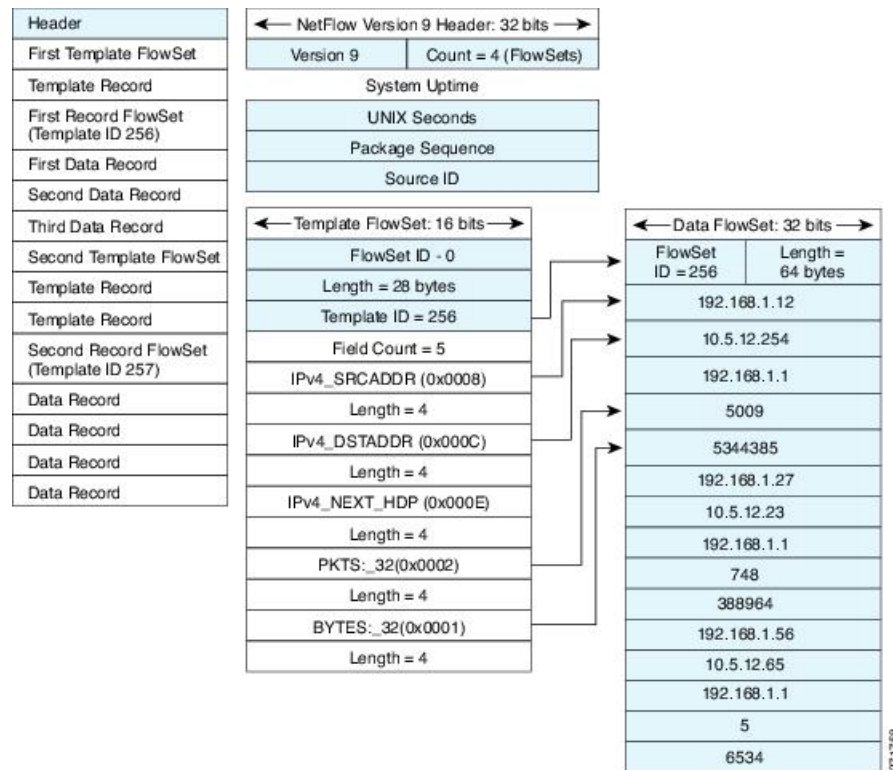 Header
First Template FlowSet
Template Record
First Record FlowSet
(Template ID 256)
First Data Record
Second Data Record
Third Data Record
Second Template FlowSet
Template Record
Template Record
Second Record FlowSet
(Template ID 257)
Data Record
Data Record
Data Record
Data Record
NetFlow Version 9 Header: 32 bits
Version 9
Count = 4 (FlowSets)
System Uptime
UNIX Seconds
Package Sequence
Source ID
Template FlowSet: 16 bits
FlowSet ID - 0
Length = 28 bytes
Template ID = 256
Field Count = 5
IPv4_SRCADDR (0x0008)
Length = 4
IPv4_DSTADDR (0x000C)
Length = 4
IPv4_NEXT_HDP (0x000E)
Length = 4
PKTS:_32(0x0002)
Length = 4
BYTES:_32(0x0001)
Length = 4
Data FlowSet: 32 bits
FlowSet
ID = 256
Length =
64 bytes
192.168.1.12
10.5.12.254
192.168.1.1
5009
5344385
192.168.1.27
10.5.12.23
192.168.1.1
748
388964
192.168.1.56
10.5.12.65
192.168.1.1
5
6534